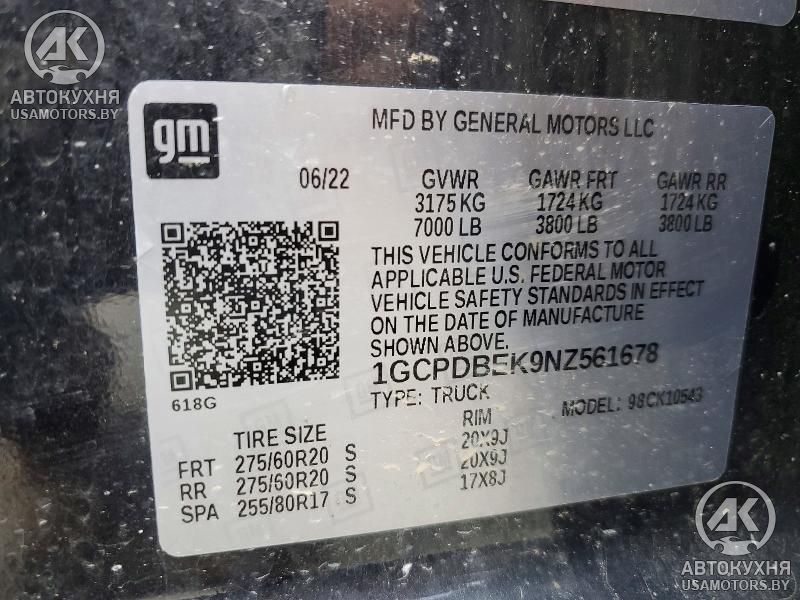 AK
АВТОКУХНЯ
USAMOTORS.BY
gm
MFD BY GENERAL MOTORS LLC
06/22
GVWR GAWR FRT GAWR RR
3175 KG 1724 KG 1724 KG
7000 LB 3800 LB 3800 LB
THIS VEHICLE CONFORMS TO ALL
APPLICABLE U.S. FEDERAL MOTOR
VEHICLE SAFETY STANDARDS IN EFFECT
ON THE DATE OF MANUFACTURE
SHOWN ABOVE.
1GCPDBEK9NZ561678
TYPE: TRUCK MODEL: 98CK10543
618G
TIRE SIZE RIM
FRT 275/60R20 S 20X9J
RR 275/60R20 S 20X9J
SPA 255/80R17 S 17X8J
AK
АВТОКУХНЯ
USAMOTORS.BY